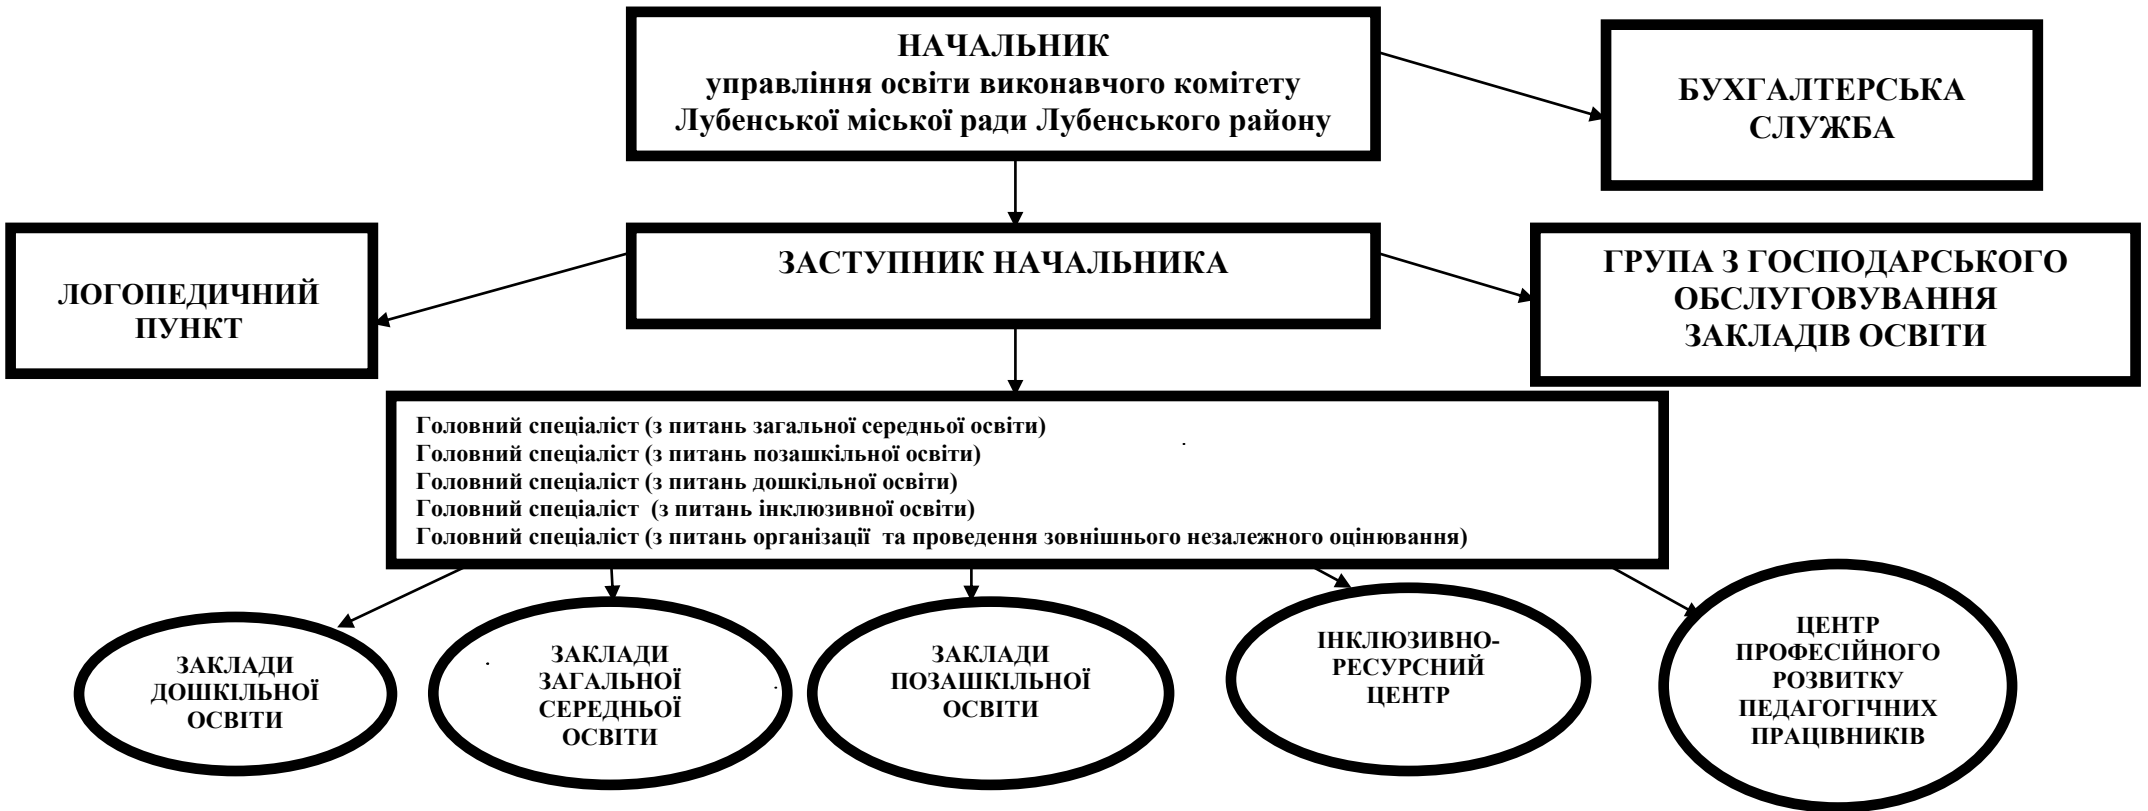 НАЧАЛЬНИК
управління освіти виконавчого комітету
Лубенської міської ради Лубенського району
БУХГАЛТЕРСЬКА
СЛУЖБА
ЛОГОПЕДИЧНИЙ
ПУНКТ
ЗАСТУПНИК НАЧАЛЬНИКА
ГРУПА З ГОСПОДАРСЬКОГО
ОБСЛУГОВУВАННЯ
ЗАКЛАДІВ ОСВІТИ
Головний спеціаліст (з питань загальної середньої освіти)
Головний спеціаліст (з питань позашкільної освіти)
Головний спеціаліст (з питань дошкільної освіти)
Головний спеціаліст (з питань інклюзивної освіти)
Головний спеціаліст (з питань організації та проведення зовнішнього незалежного оцінювання)
ЗАКЛАДИ
ДОШКІЛЬНОЇ
ОСВІТИ
ЗАКЛАДИ
ЗАГАЛЬНОЇ
СЕРЕДНЬОЇ
ОСВІТИ
ЗАКЛАДИ
ПОЗАШКІЛЬНОЇ
ОСВІТИ
ІНКЛЮЗИВНО-
РЕСУРСНИЙ
ЦЕНТР
ЦЕНТР
ПРОФЕСІЙНОГО
РОЗВИТКУ
ПЕДАГОГІЧНИХ
ПРАЦІВНИКІВ